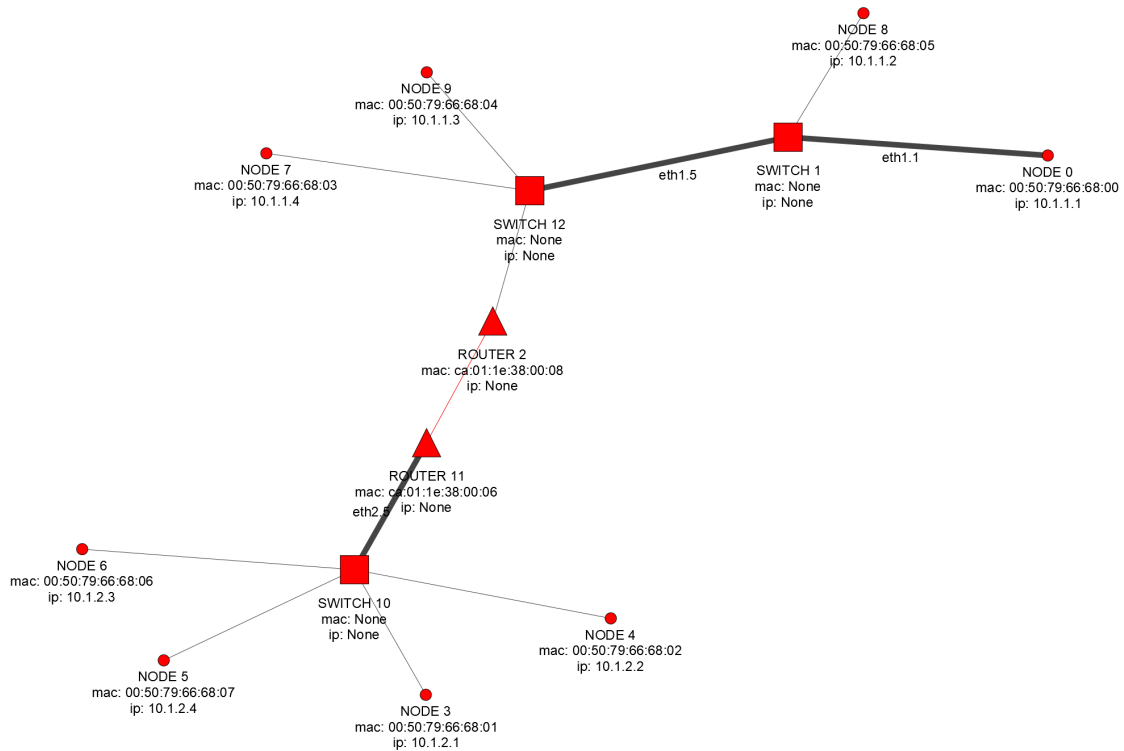 NODE 8
mac: 00:50:79:66:68:05
ip: 10.1.1.2
NODE 9
mac: 00:50:79:66:68:04
ip: 10.1.1.3
eth1.1
NODE 7
mac: 00:50:79:66:68:03
ip: 10.1.1.4
eth1.5
SWITCH 1
mac: None
ip: None
NODE 0
mac: 00:50:79:66:68:00
ip: 10.1.1.1
SWITCH 12
mac: None
ip: None
ROUTER 2
mac: ca:01:1e:38:00:08
ip: None
ROUTER 11
mac: ca:01:1e:38:00:06
ip: None
eth2.5
NODE 6
mac: 00:50:79:66:68:06
ip: 10.1.2.3
SWITCH 10
mac: None
ip: None
NODE 4
mac: 00:50:79:66:68:02
ip: 10.1.2.2
NODE 5
mac: 00:50:79:66:68:07
ip: 10.1.2.4
NODE 3
mac: 00:50:79:66:68:01
ip: 10.1.2.1